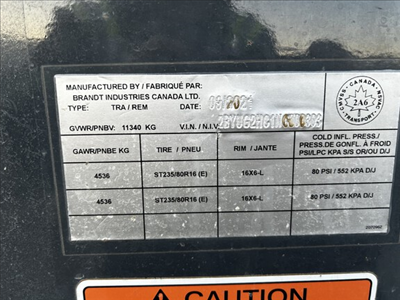 MANUFACTURED BY / FABRIQUÉ PAR:
BRANDT INDUSTRIES CANADA LTD.
TYPE: TRA / REM DATE:
GVWR/PNBV: 11340 KG V.I.N. / N.I.V.
CANADA
2A6
TRANSPORT
GAWR/PNBE KG TIRE / PNEU RIM / JANTE COLD INFL. PRESS./
PRESS.DE GONFL. À FROID
PSI/LPC KPA S/S OR/OU D/J
4536 ST235/80R16 (E) 16X6-L 80 PSI / 552 KPA D/J
4536 ST235/80R16 (E) 16X6-L 80 PSI / 552 KPA D/J
CAUTION